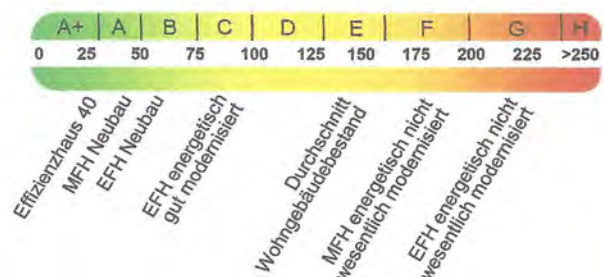 A+ A B C D E F G H
0 25 50 75 100 125 150 175 200 225 >250
Effizienzhaus 40
MFH Neubau
EFH Neubau
EFH energetisch
gut modernisiert
Durchschnitt
Wohngebäudebestand
MFH energetisch nicht
wesentlich modernisiert
EFH energetisch nicht
wesentlich modernisiert